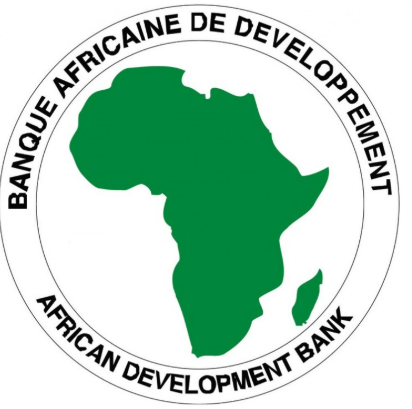 BANQUE AFRICAINE DE DEVELOPPEMENT
AFRICAN DEVELOPMENT BANK